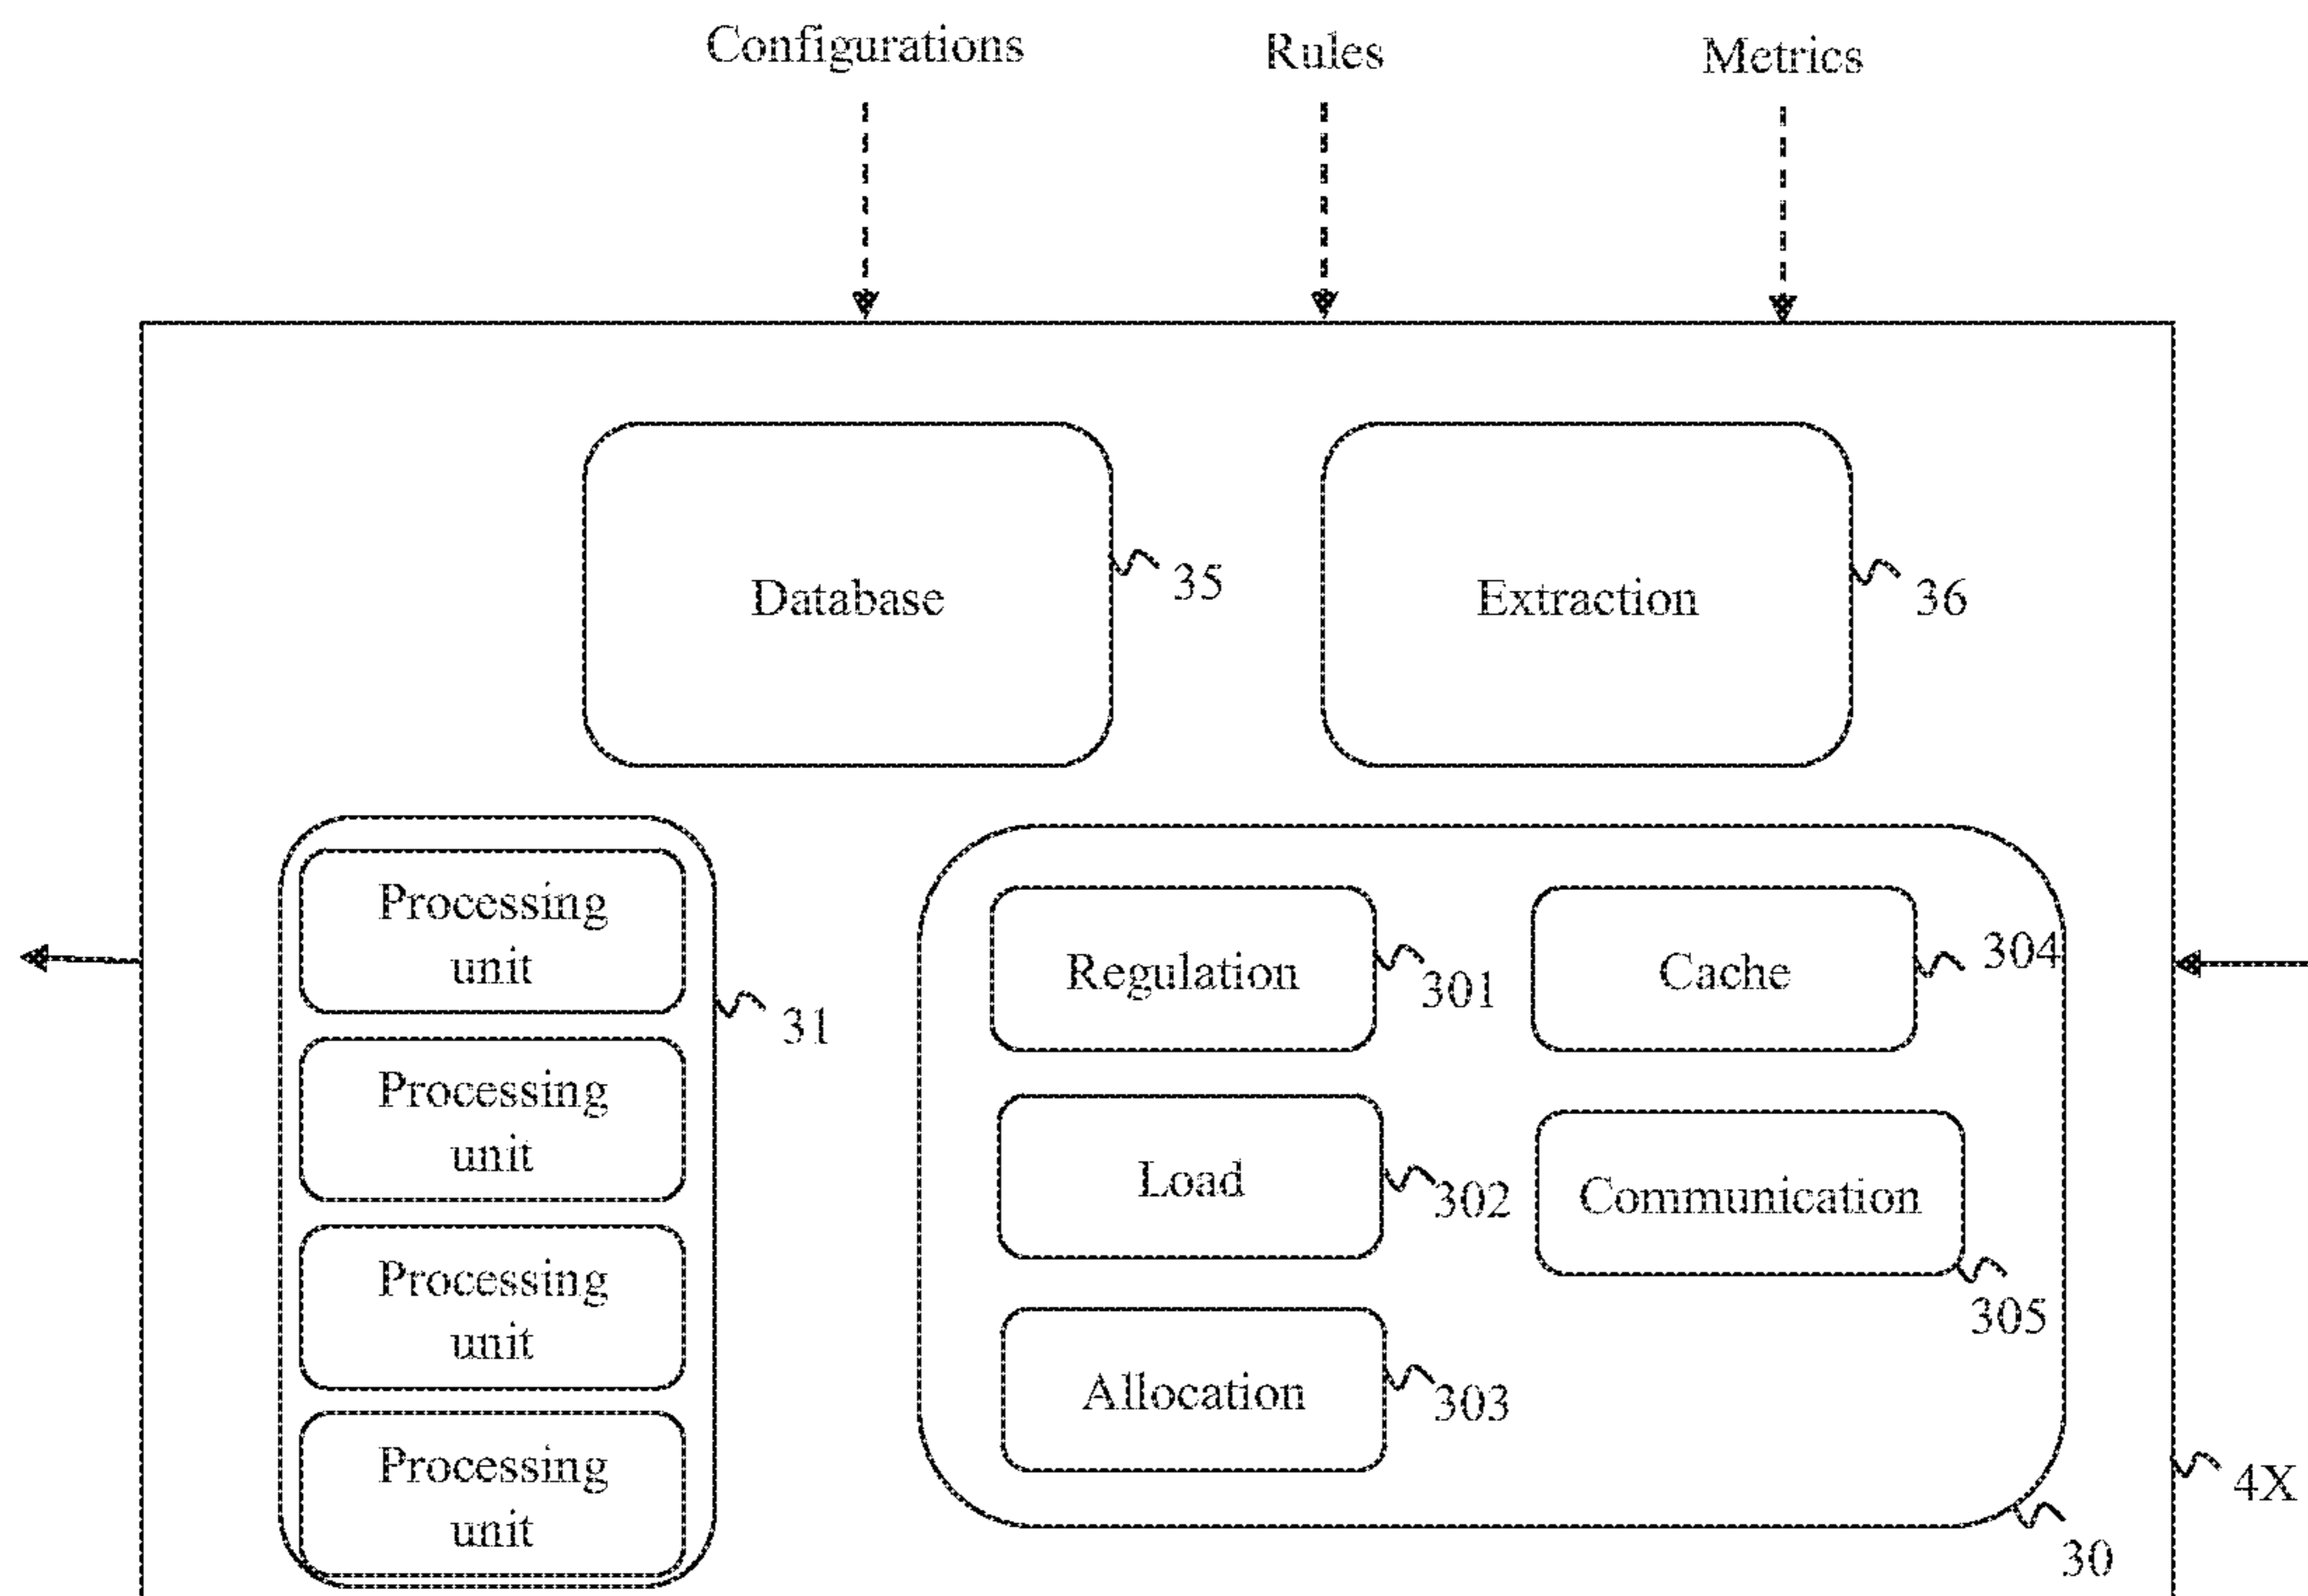 Configurations
Rules
Metrics
Database
35
Extraction
36
Processing
unit
31
Processing
unit
Processing
unit
Processing
unit
Regulation
301
Cache
304
Load
302
Communication
305
Allocation
303
4X
30